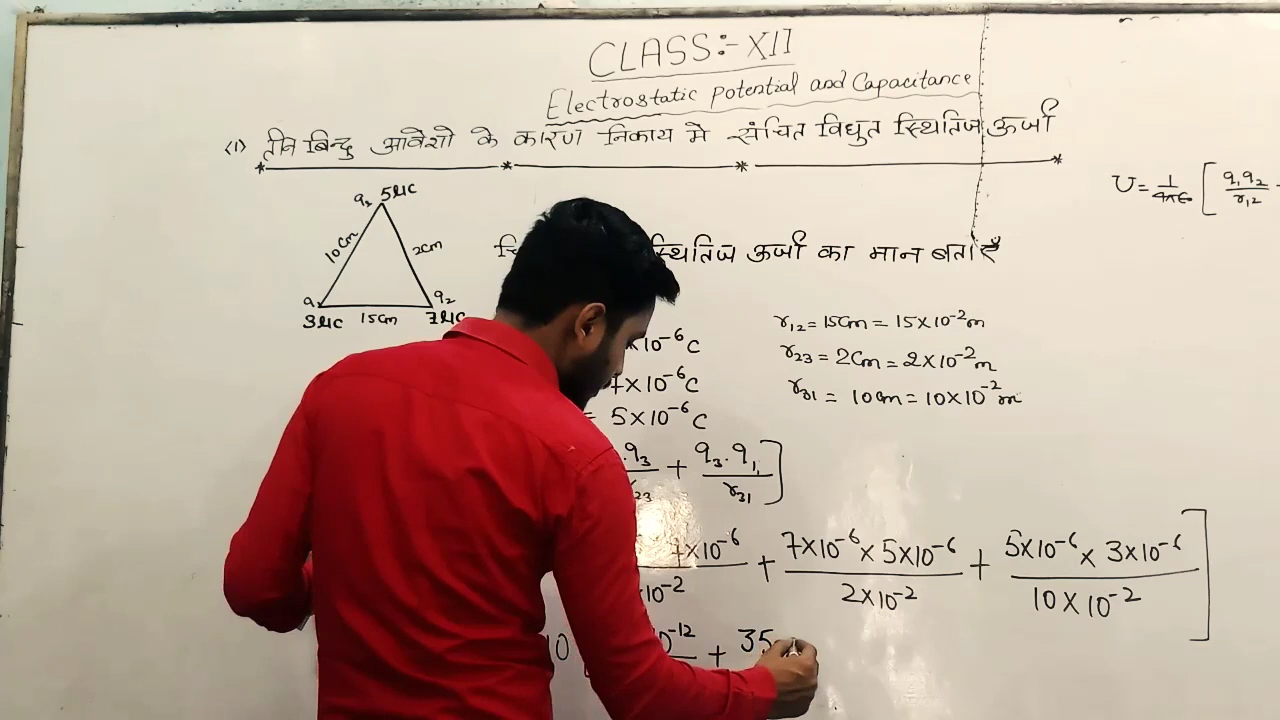 CLASS:- XII
Electrostatic potential and Capacitance
(1) तीन बिन्दु आवेशो के कारण निकाय मे संचित विधुत स्थितिज ऊर्जा
U = 1/4π∈ [ q₁q₂/r₁₂
q₃ 5μC
10cm 2cm
q₂
3μC 15cm 7μC
स्थितिज ऊर्जा का मान बताएँ
×10⁻⁶C
7×10⁻⁶C
= 5×10⁻⁶C
r₁₂ = 15cm = 15×10⁻²m
r₂₃ = 2cm = 2×10⁻²m
r₃₁ = 10cm = 10×10⁻²m
.q₃/r₂₃ + q₃.q₁/r₃₁ ]
7×10⁻⁶/×10⁻² + 7×10⁻⁶×5×10⁻⁶/2×10⁻² + 5×10⁻⁶×3×10⁻⁶/10×10⁻² ]
10⁻¹² + 35